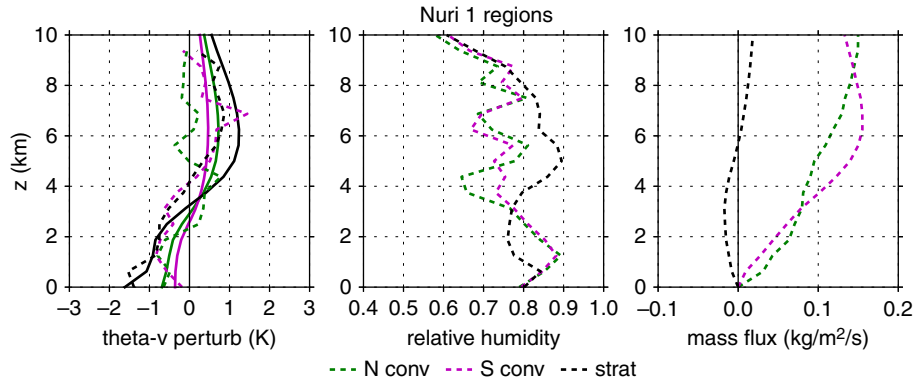 Nuri 1 regions
10 10 10
8 8 8
6 6 6
4 4 4
2 2 2
0 0 0
z (km)
−3 −2 −1 0 1 2 3 0.4 0.5 0.6 0.7 0.8 0.9 1.0 −0.1 0.0 0.1 0.2
theta-v perturb (K) relative humidity mass flux (kg/m²/s)
N conv S conv strat